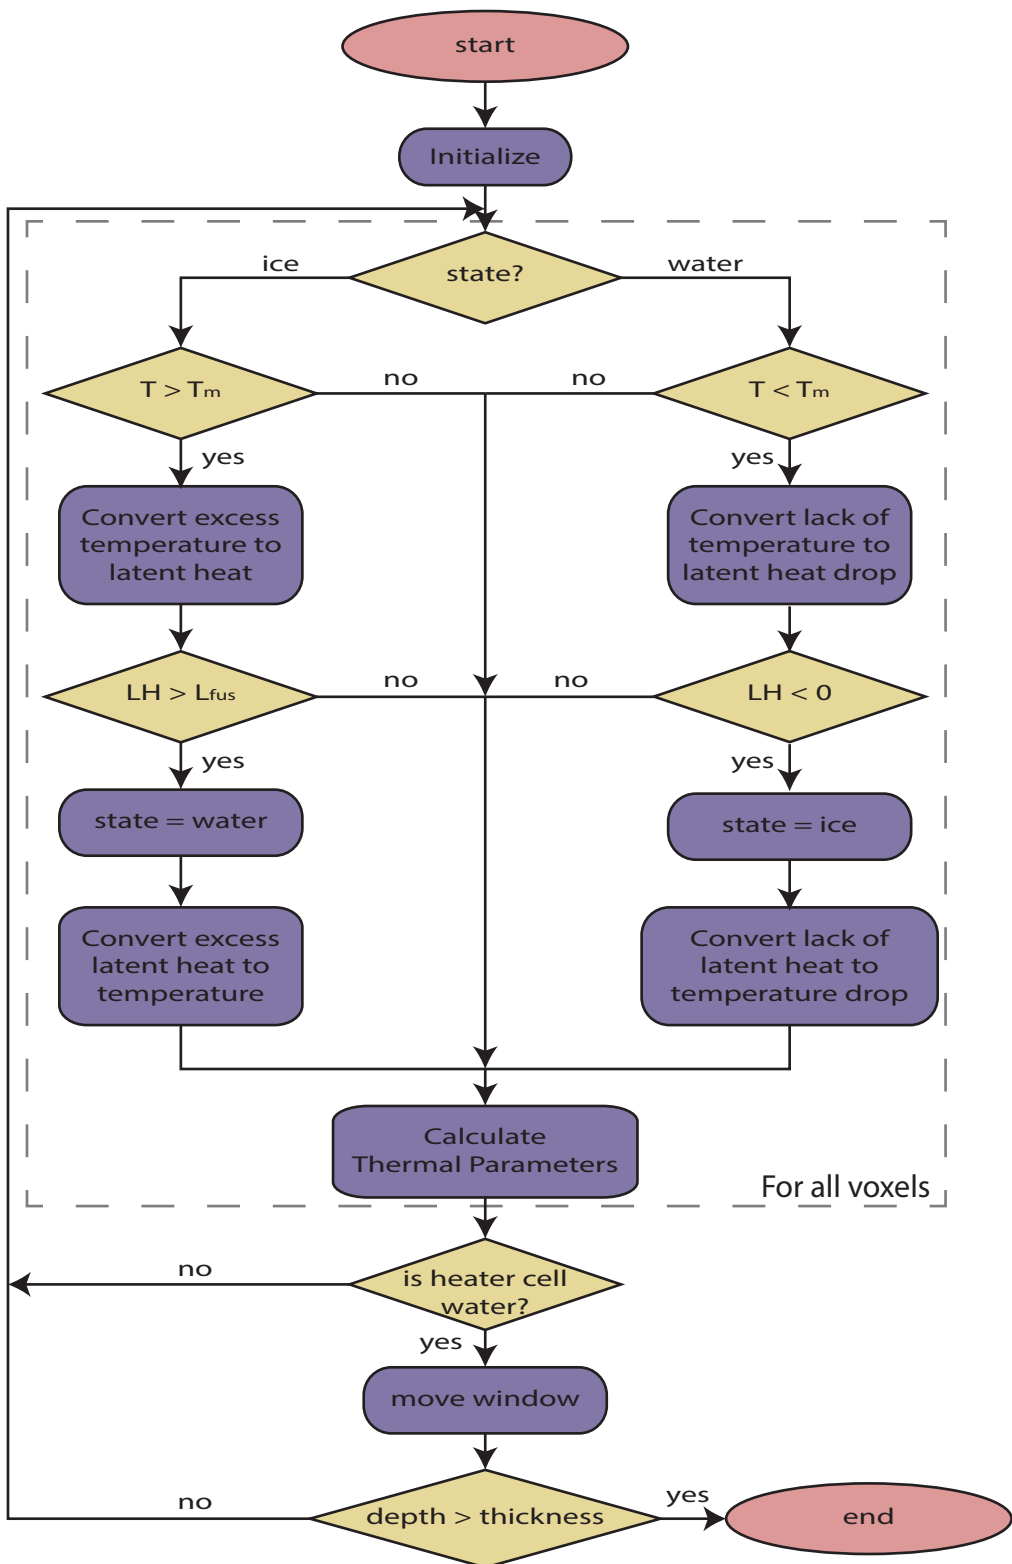 start
Initialize
state?
ice
water
T > Tm
no
no
T < Tm
yes
yes
Convert excess
temperature to
latent heat
Convert lack of
temperature to
latent heat drop
LH > Lfus
no
no
LH < 0
yes
yes
state = water
state = ice
Convert excess
latent heat to
temperature
Convert lack of
latent heat to
temperature drop
Calculate
Thermal Parameters
For all voxels
no
is heater cell
water?
yes
move window
no
depth > thickness
yes
end